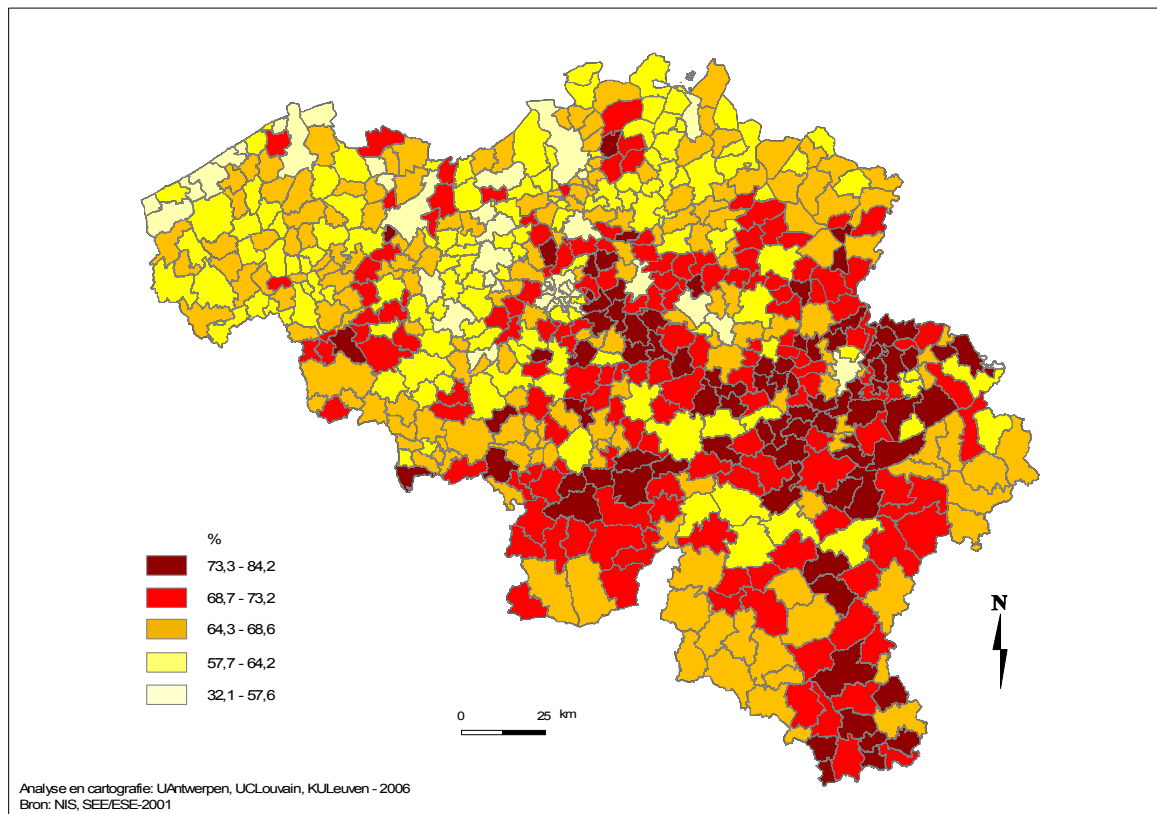 %
73,3 - 84,2
68,7 - 73,2
64,3 - 68,6
57,7 - 64,2
32,1 - 57,6
N
0 25 km
Analyse en cartografie: UAntwerpen, UCLouvain, KULeuven - 2006
Bron: NIS, SEE/ESE-2001